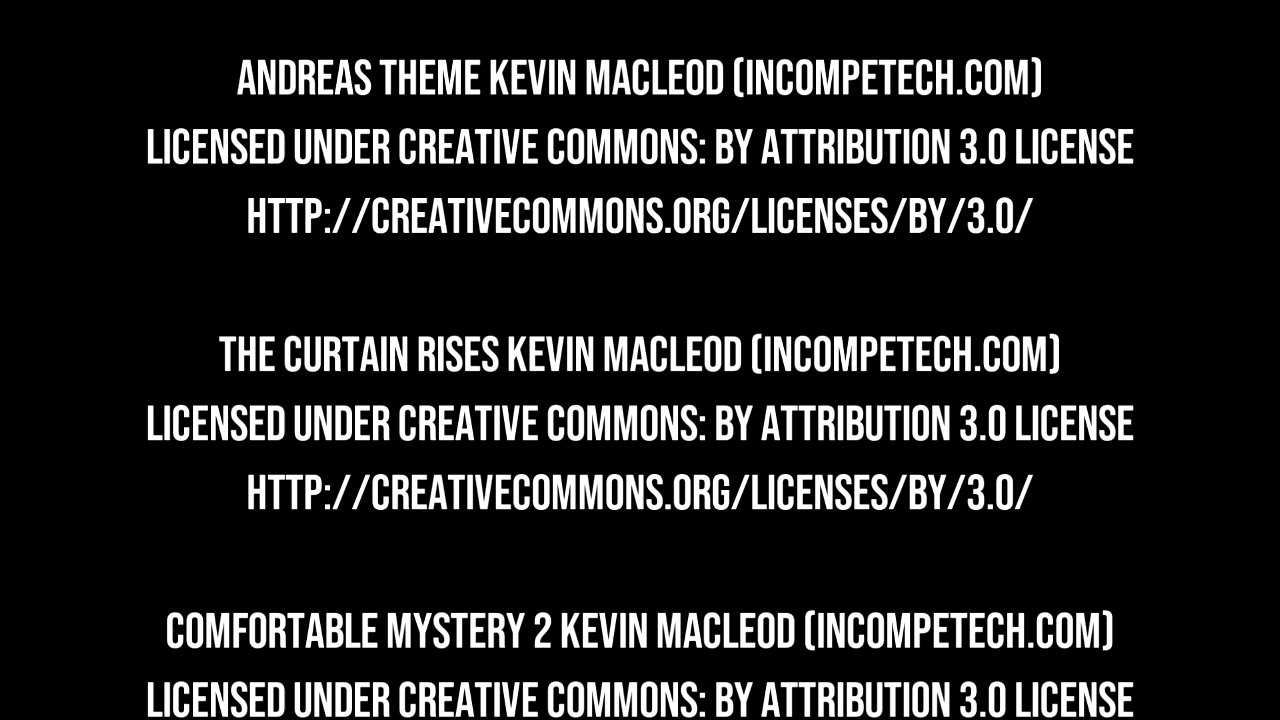 ANDREAS THEME KEVIN MACLEOD (INCOMPETECH.COM)
LICENSED UNDER CREATIVE COMMONS: BY ATTRIBUTION 3.0 LICENSE
HTTP://CREATIVECOMMONS.ORG/LICENSES/BY/3.0/
THE CURTAIN RISES KEVIN MACLEOD (INCOMPETECH.COM)
LICENSED UNDER CREATIVE COMMONS: BY ATTRIBUTION 3.0 LICENSE
HTTP://CREATIVECOMMONS.ORG/LICENSES/BY/3.0/
COMFORTABLE MYSTERY 2 KEVIN MACLEOD (INCOMPETECH.COM)
LICENSED UNDER CREATIVE COMMONS: BY ATTRIBUTION 3.0 LICENSE